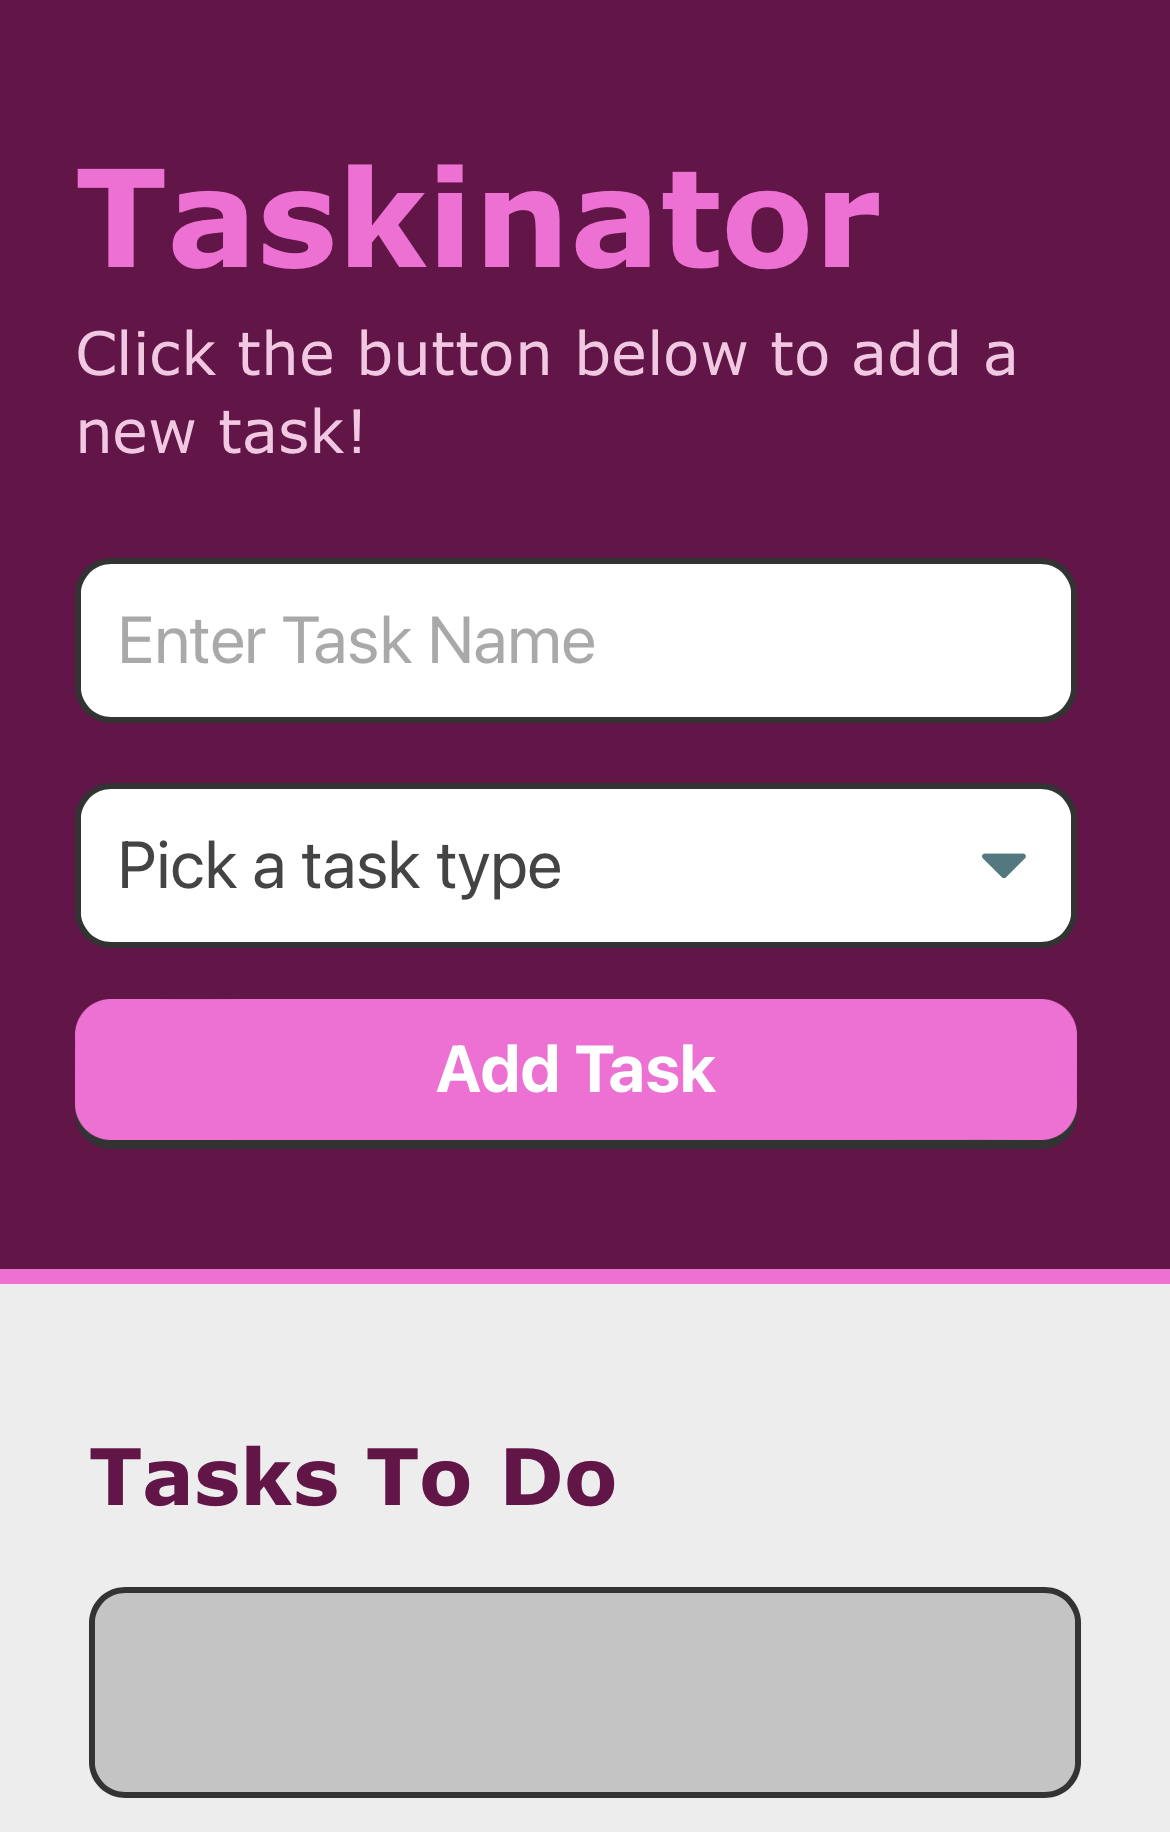 Taskinator
Click the button below to add a
new task!
Enter Task Name
Pick a task type
Add Task
Tasks To Do